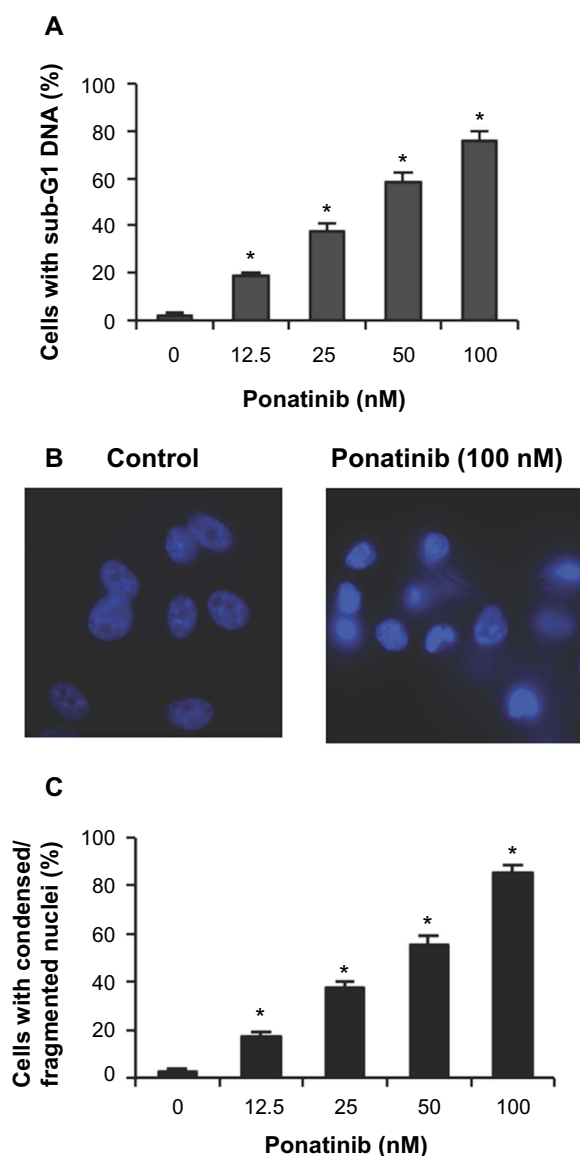 A
Cells with sub-G1 DNA (%)
100
80
60
40
20
0
*
*
*
*
0 12.5 25 50 100
Ponatinib (nM)
B Control Ponatinib (100 nM)
C
Cells with condensed/
fragmented nuclei (%)
100
80
60
40
20
0
*
*
*
*
0 12.5 25 50 100
Ponatinib (nM)